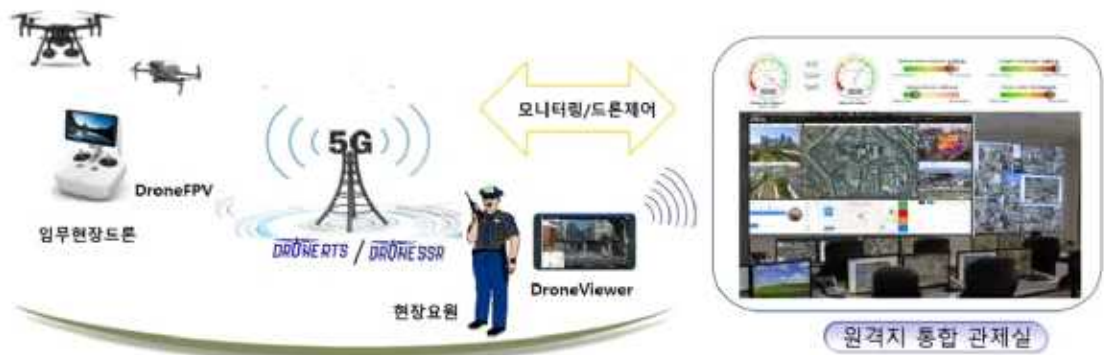 5G
모니터링/드론제어
DroneFPV
임무현장드론
DRONE RTS / DRONE SSR
DroneViewer
현장요원
원격지 통합 관제실